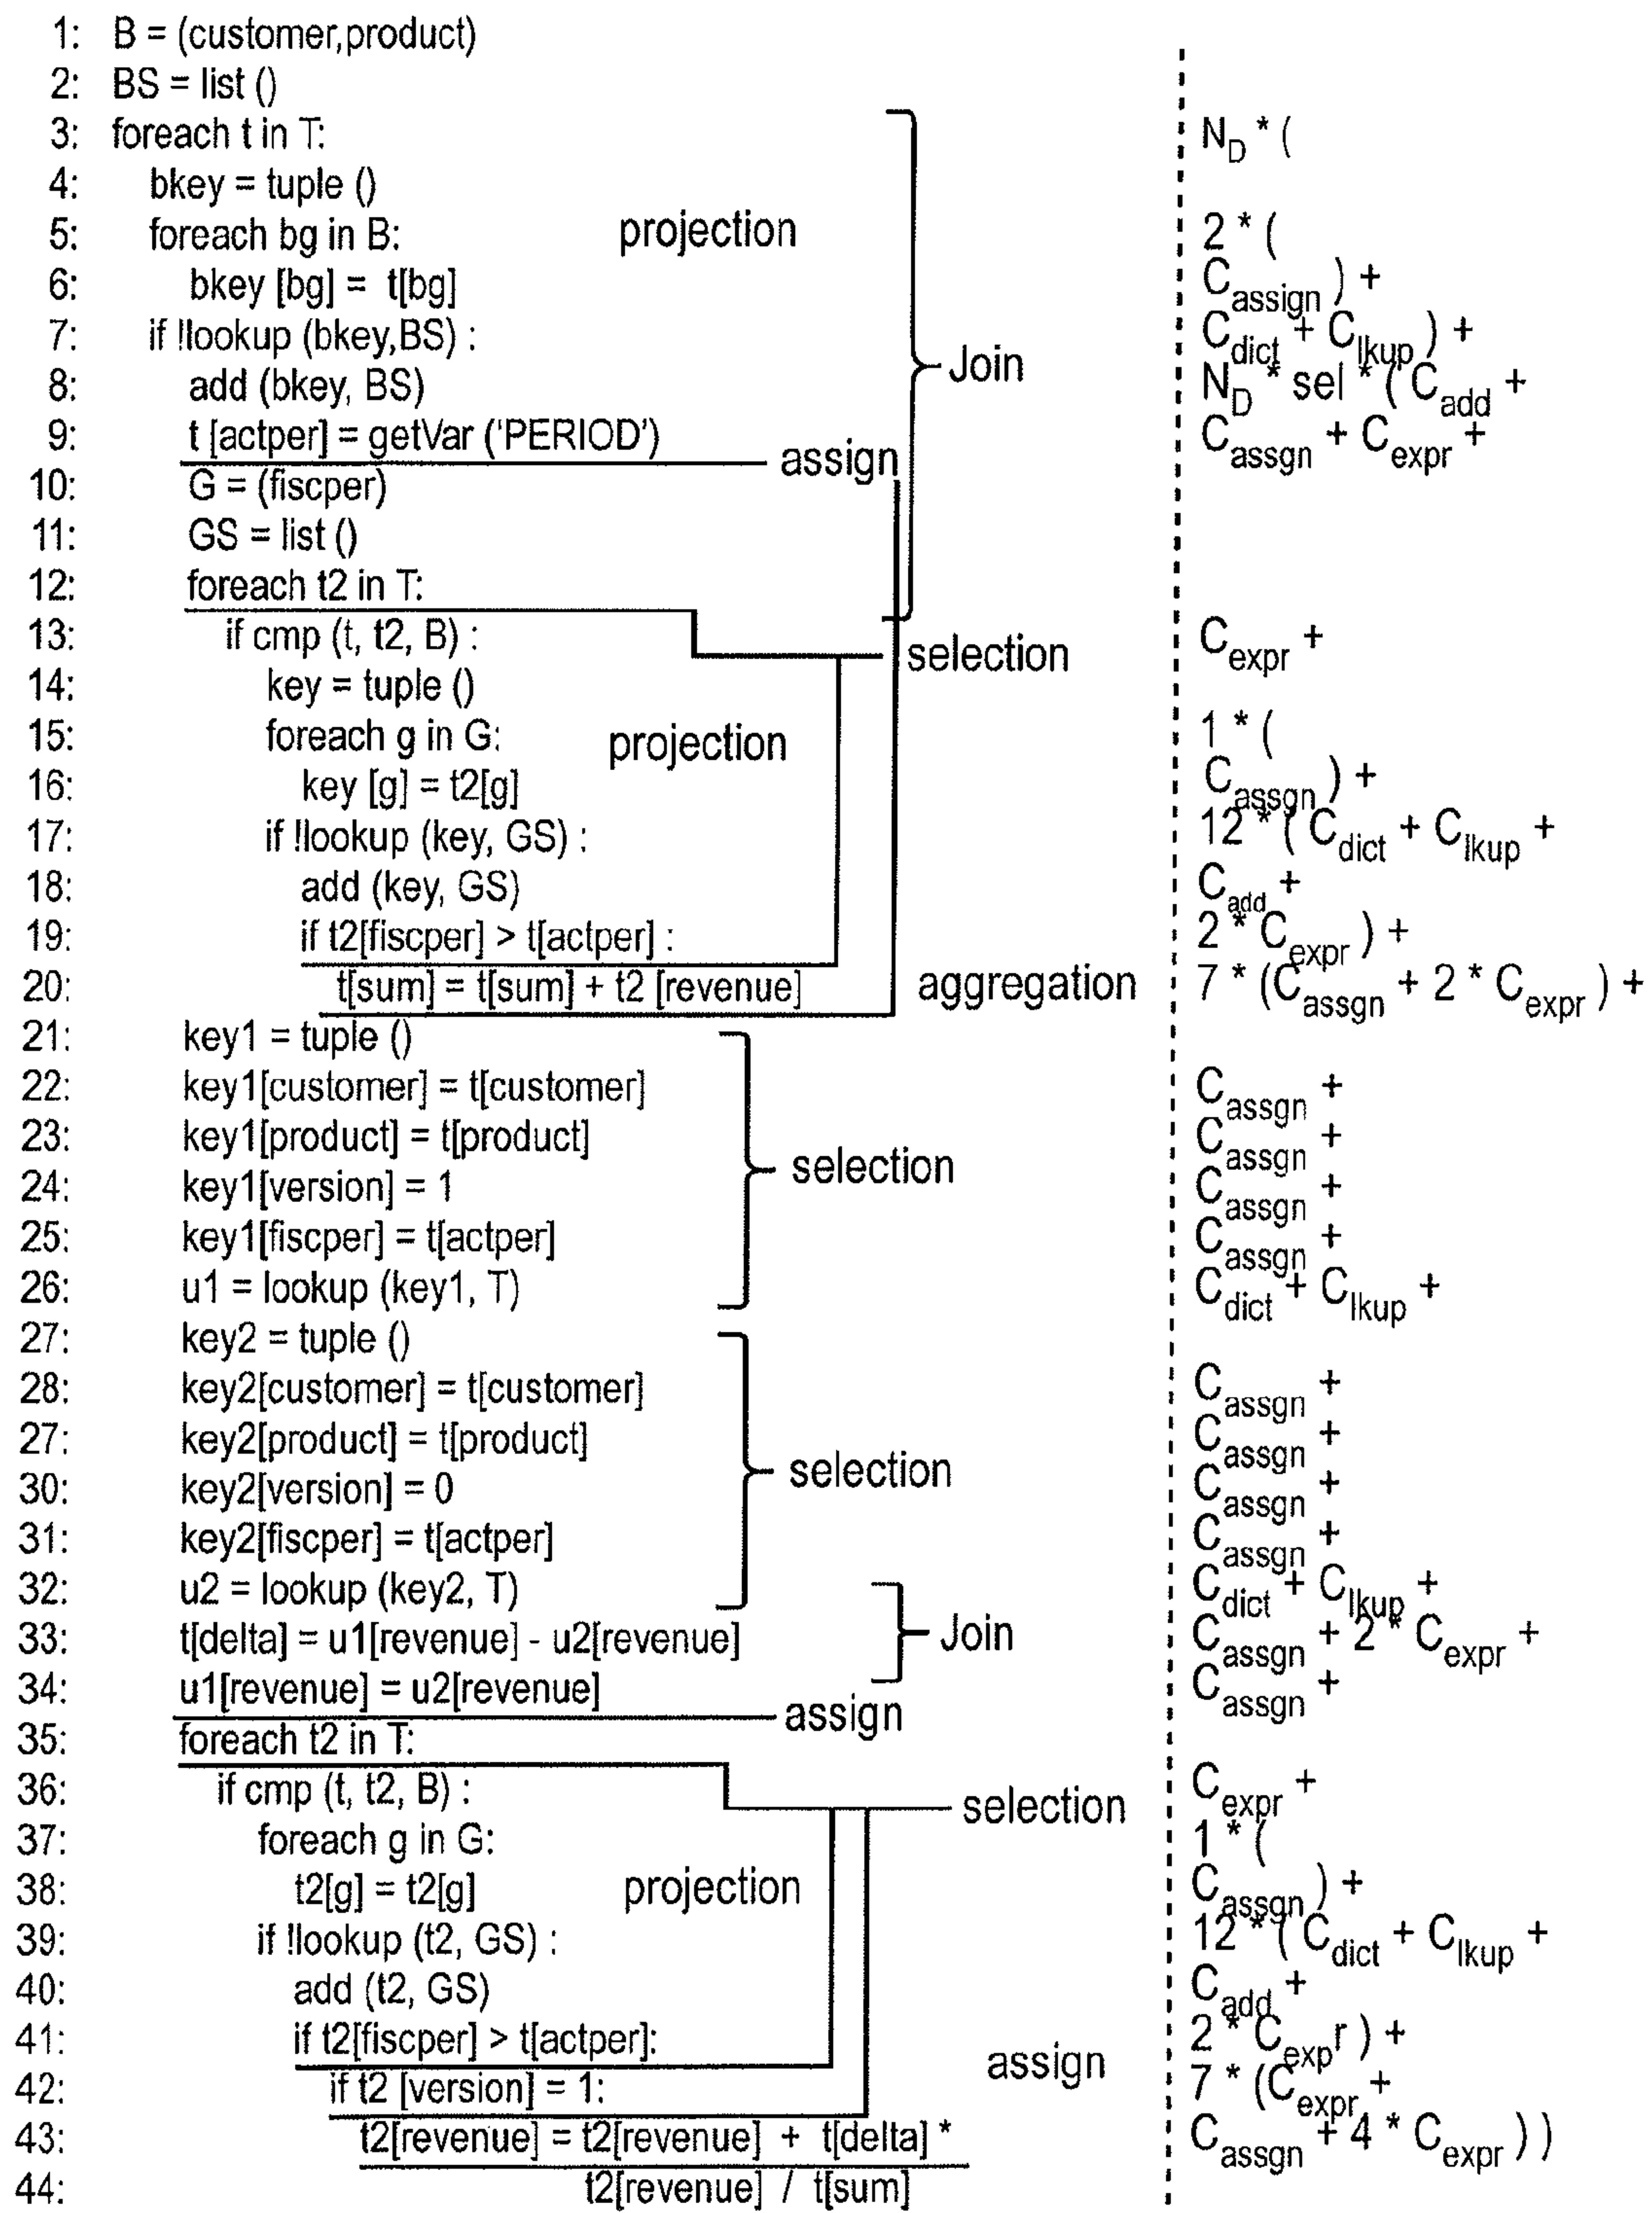 1: B = (customer,product)
2: BS = list ()
3: foreach t in T: N_D * (
4: bkey = tuple ()
5: foreach bg in B: projection 2 * (
6: bkey [bg] = t[bg] C_assign ) +
7: if !lookup (bkey,BS) : C_dict + C_lkup ) +
Join
8: add (bkey, BS) N_D * sel * ( C_add +
9: t [actper] = getVar (‘PERIOD’) assign C_assgn + C_expr +
10: G = (fiscper)
11: GS = list ()
12: foreach t2 in T:
13: if cmp (t, t2, B) : selection C_expr +
14: key = tuple ()
15: foreach g in G: projection 1 * (
16: key [g] = t2[g] C_assgn ) +
17: if !lookup (key, GS) : 12 * ( C_dict + C_lkup +
18: add (key, GS) C_add +
19: if t2[fiscper] > t[actper] : 2 * C_expr ) +
20: t[sum] = t[sum] + t2 [revenue] aggregation 7 * (C_assgn + 2 * C_expr ) +
21: key1 = tuple ()
22: key1[customer] = t[customer] C_assgn +
23: key1[product] = t[product] C_assgn +
selection
24: key1[version] = 1 C_assgn +
25: key1[fiscper] = t[actper] C_assgn +
26: u1 = lookup (key1, T) C_dict + C_lkup +
27: key2 = tuple ()
28: key2[customer] = t[customer] C_assgn +
27: key2[product] = t[product] C_assgn +
selection
30: key2[version] = 0 C_assgn +
31: key2[fiscper] = t[actper] C_assgn +
32: u2 = lookup (key2, T) C_dict + C_lkup +
33: t[delta] = u1[revenue] - u2[revenue] Join C_assgn + 2 * C_expr +
34: u1[revenue] = u2[revenue] assign C_assgn +
35: foreach t2 in T:
36: if cmp (t, t2, B) : selection C_expr +
37: foreach g in G: 1 * (
38: t2[g] = t2[g] projection C_assgn ) +
39: if !lookup (t2, GS) : 12 * ( C_dict + C_lkup +
40: add (t2, GS) C_add +
41: if t2[fiscper] > t[actper]: 2 * C_expr ) +
42: if t2 [version] = 1: assign 7 * (C_expr +
43: t2[revenue] = t2[revenue] + t[delta] * C_assgn + 4 * C_expr ) )
44: t2[revenue] / t[sum]